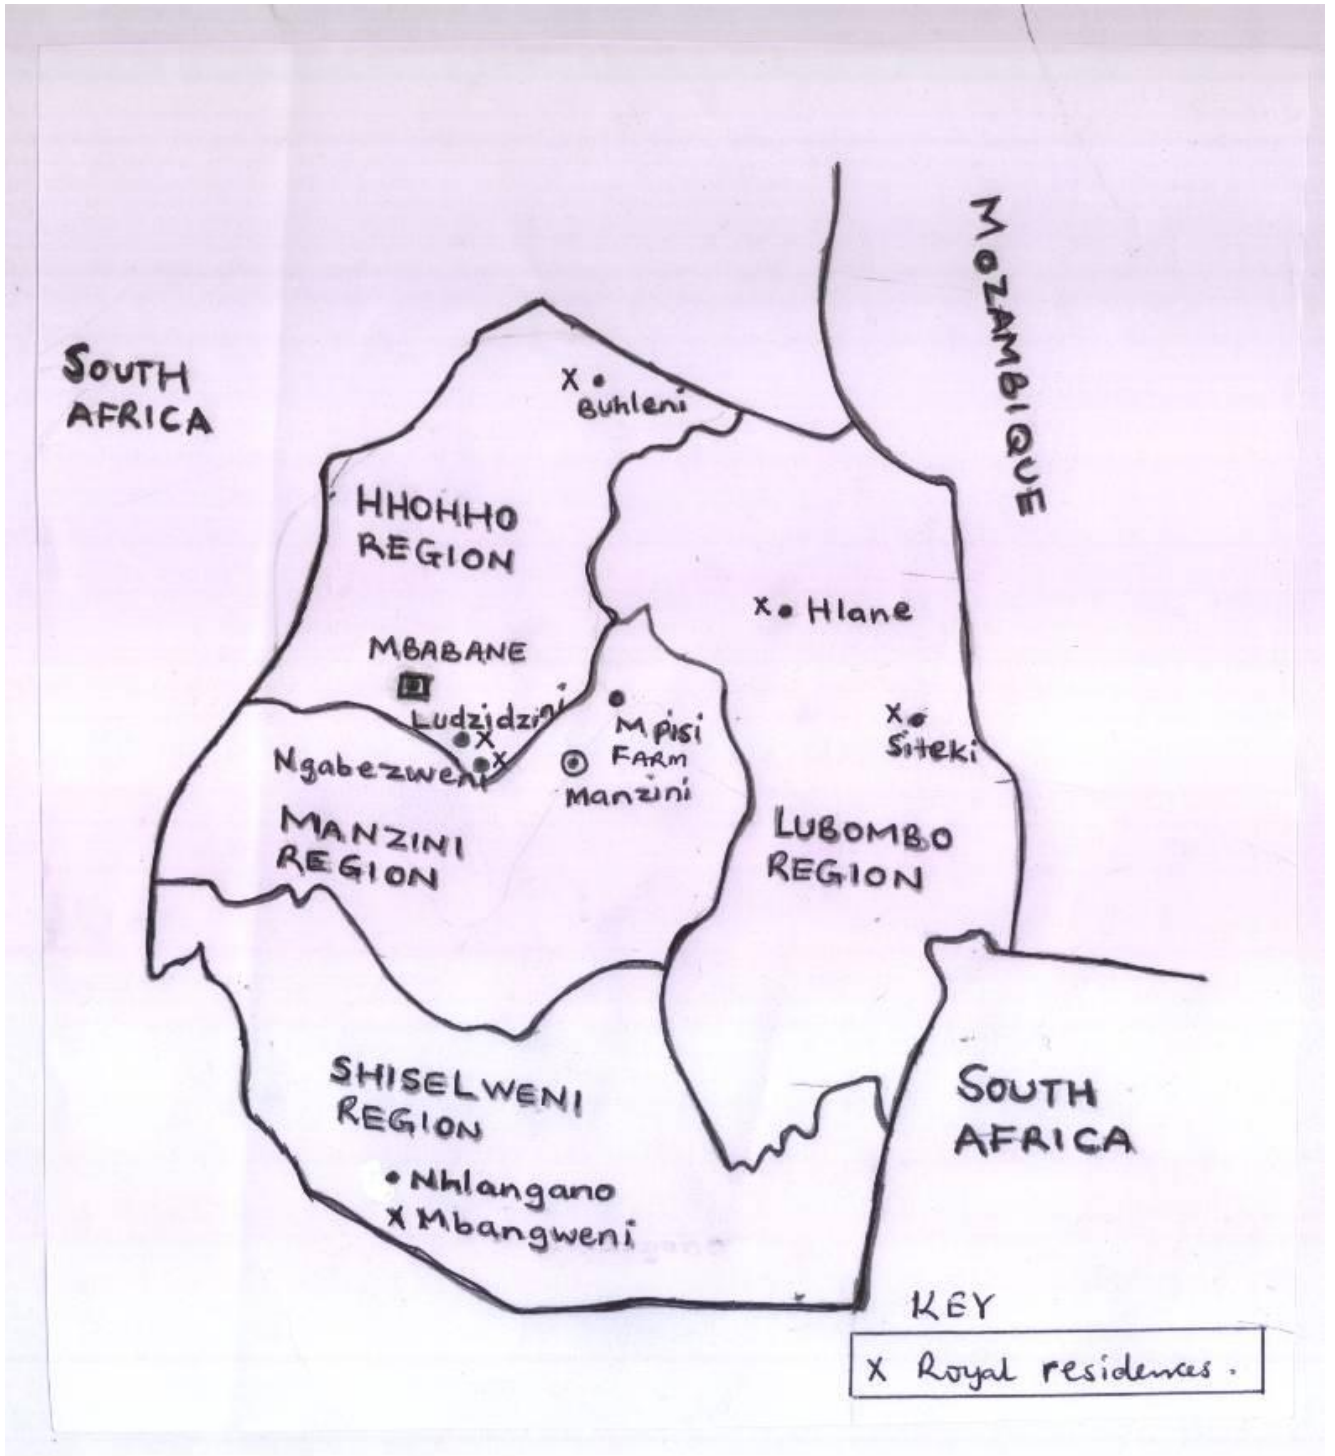 MOZAMBIQUE
SOUTH
AFRICA
X
Buhleni
HHOHHO
REGION
X Hlane
MBABANE
Ludzidzini
X
X
Siteki
Mpisi
FARM
Ngabezweni
X
Manzini
MANZINI
REGION
LUBOMBO
REGION
SHISELWENI
REGION
SOUTH
AFRICA
Nhlangano
X Mbangweni
KEY
X Royal residences.